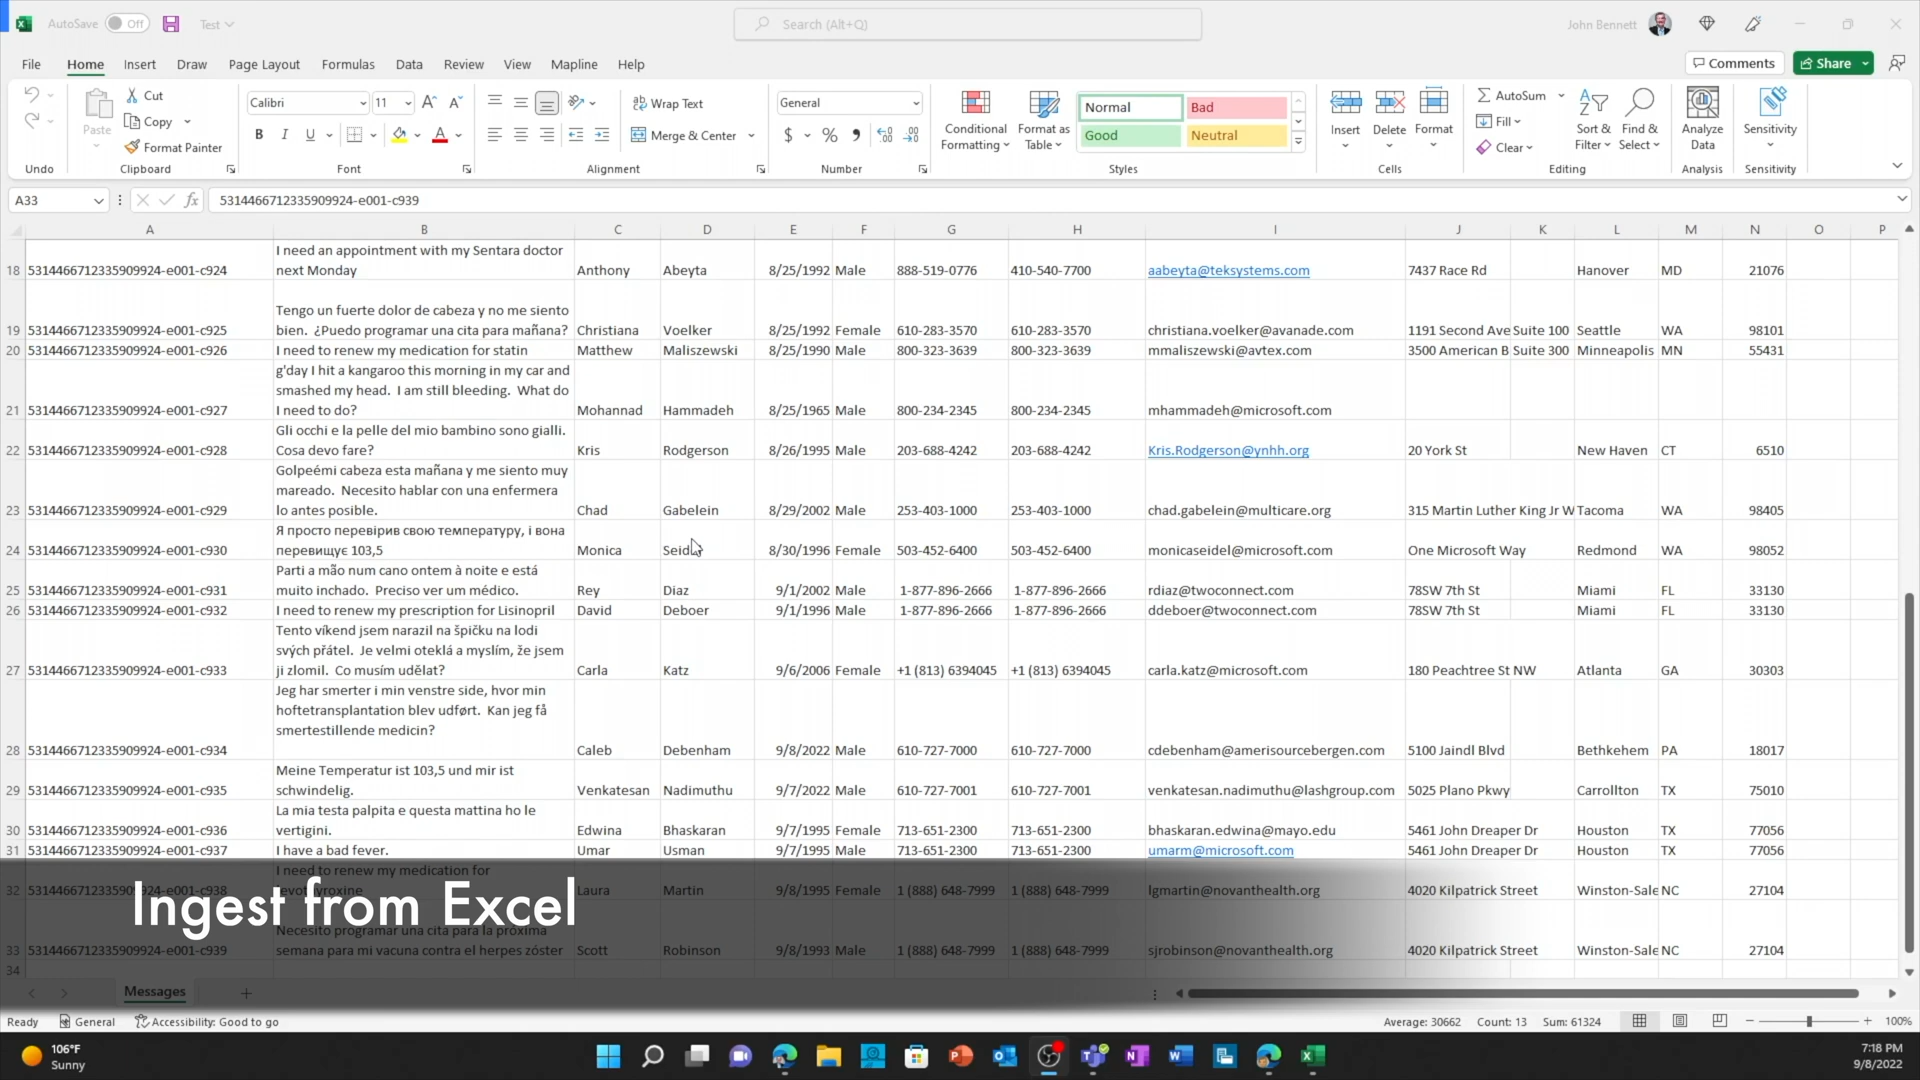 AutoSave Off Test Search (Alt+Q) John Bennett
File Home Insert Draw Page Layout Formulas Data Review View Mapline Help Comments Share
Paste Cut Copy Format Painter
Calibri 11 B I U A
Wrap Text Merge & Center
General $ %
Conditional Formatting Format as Table Normal Bad Good Neutral
Insert Delete Format
AutoSum Fill Clear Sort & Filter Find & Select Analyze Data Sensitivity
Undo Clipboard Font Alignment Number Styles Cells Editing Analysis Sensitivity
A33 fx 5314466712335909924-e001-c939
A B C D E F G H I J K L M N O P
I need an appointment with my Sentara doctor
18 5314466712335909924-e001-c924 next Monday Anthony Abeyta 8/25/1992 Male 888-519-0776 410-540-7700 aabeyta@teksystems.com 7437 Race Rd Hanover MD 21076
Tengo un fuerte dolor de cabeza y no me siento
19 5314466712335909924-e001-c925 bien. ¿Puedo programar una cita para mañana? Christiana Voelker 8/25/1992 Female 610-283-3570 610-283-3570 christiana.voelker@avanade.com 1191 Second Ave Suite 100 Seattle WA 98101
20 5314466712335909924-e001-c926 I need to renew my medication for statin Matthew Maliszewski 8/25/1990 Male 800-323-3639 800-323-3639 mmaliszewski@avtex.com 3500 American B Suite 300 Minneapolis MN 55431
g'day I hit a kangaroo this morning in my car and
smashed my head. I am still bleeding. What do
21 5314466712335909924-e001-c927 I need to do? Mohannad Hammadeh 8/25/1965 Male 800-234-2345 800-234-2345 mhammadeh@microsoft.com
Gli occhi e la pelle del mio bambino sono gialli.
22 5314466712335909924-e001-c928 Cosa devo fare? Kris Rodgerson 8/26/1995 Male 203-688-4242 203-688-4242 Kris.Rodgerson@ynhh.org 20 York St New Haven CT 6510
Golpeémi cabeza esta mañana y me siento muy
mareado. Necesito hablar con una enfermera
23 5314466712335909924-e001-c929 lo antes posible. Chad Gabelein 8/29/2002 Male 253-403-1000 253-403-1000 chad.gabelein@multicare.org 315 Martin Luther King Jr W Tacoma WA 98405
Я просто перевірив свою температуру, і вона
24 5314466712335909924-e001-c930 перевищує 103,5 Monica Seidel 8/30/1996 Female 503-452-6400 503-452-6400 monicaseidel@microsoft.com One Microsoft Way Redmond WA 98052
Parti a mão num cano ontem à noite e está
25 5314466712335909924-e001-c931 muito inchado. Preciso ver um médico. Rey Diaz 9/1/2002 Male 1-877-896-2666 1-877-896-2666 rdiaz@twoconnect.com 78SW 7th St Miami FL 33130
26 5314466712335909924-e001-c932 I need to renew my prescription for Lisinopril David Deboer 9/1/1996 Male 1-877-896-2666 1-877-896-2666 ddeboer@twoconnect.com 78SW 7th St Miami FL 33130
Tento víkend jsem narazil na špičku na lodi
svých přátel. Je velmi oteklá a myslím, že jsem
27 5314466712335909924-e001-c933 ji zlomil. Co musím udělat? Carla Katz 9/6/2006 Female +1 (813) 6394045 +1 (813) 6394045 carla.katz@microsoft.com 180 Peachtree St NW Atlanta GA 30303
Jeg har smerter i min venstre side, hvor min
hoftetransplantation blev udført. Kan jeg få
smertestillende medicin?
28 5314466712335909924-e001-c934 Caleb Debenham 9/8/2022 Male 610-727-7000 610-727-7000 cdebenham@amerisourcebergen.com 5100 Jaindl Blvd Bethkehem PA 18017
Meine Temperatur ist 103,5 und mir ist
29 5314466712335909924-e001-c935 schwindelig. Venkatesan Nadimuthu 9/7/2022 Male 610-727-7001 610-727-7001 venkatesan.nadimuthu@lashgroup.com 5025 Plano Pkwy Carrollton TX 75010
La mia testa palpita e questa mattina ho le
30 5314466712335909924-e001-c936 vertigini. Edwina Bhaskaran 9/7/1995 Female 713-651-2300 713-651-2300 bhaskaran.edwina@mayo.edu 5461 John Dreaper Dr Houston TX 77056
31 5314466712335909924-e001-c937 I have a bad fever. Umar Usman 9/7/1995 Male 713-651-2300 713-651-2300 umarm@microsoft.com 5461 John Dreaper Dr Houston TX 77056
I need to renew my medication for
32 5314466712335909924-e001-c938 levothyroxine Laura Martin 9/8/1995 Female 1 (888) 648-7999 1 (888) 648-7999 lgmartin@novanthealth.org 4020 Kilpatrick Street Winston-Sale NC 27104
Ingest from Excel
Necesito programar una cita para la próxima
33 5314466712335909924-e001-c939 semana para mi vacuna contra el herpes zóster Scott Robinson 9/8/1993 Male 1 (888) 648-7999 1 (888) 648-7999 sjrobinson@novanthealth.org 4020 Kilpatrick Street Winston-Sale NC 27104
34
Messages
Ready General Accessibility: Good to go Average: 30662 Count: 13 Sum: 61324 100%
106°F
Sunny
7:18 PM
9/8/2022